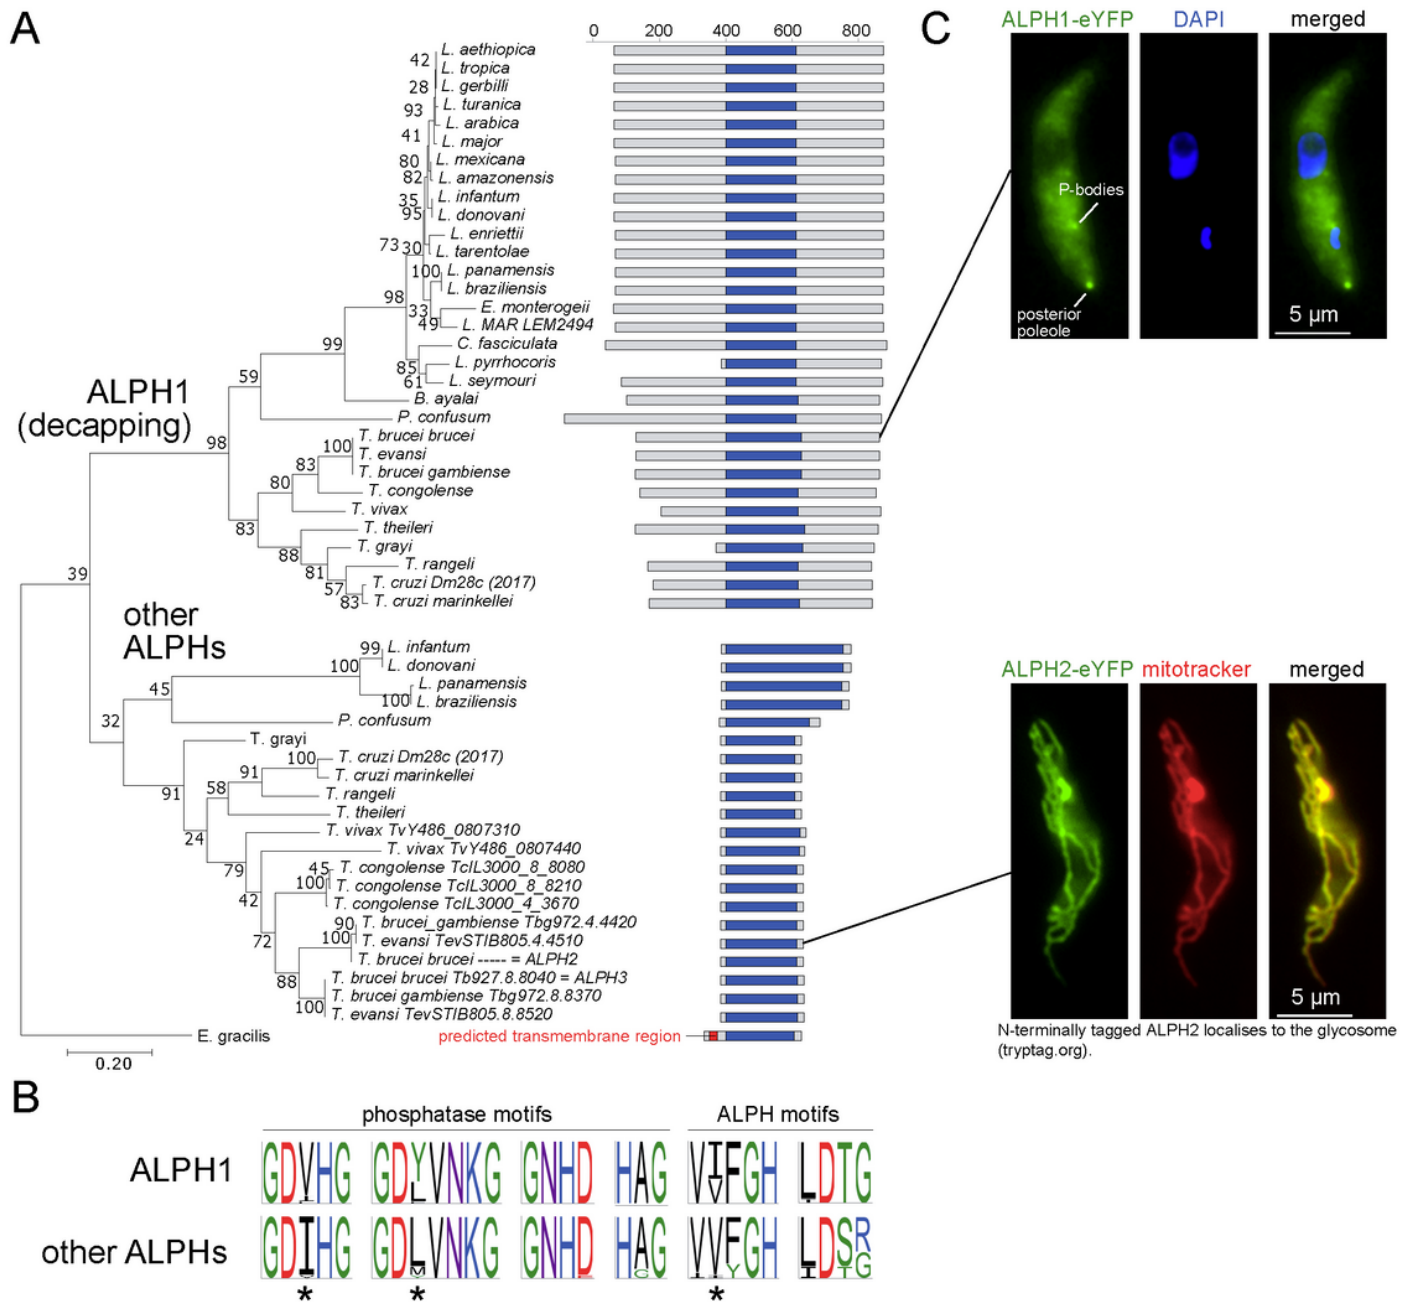 A
0 200 400 600 800
C
ALPH1-eYFP DAPI merged
L. aethiopica
42
L. tropica
28
L. gerbilli
93
L. turanica
L. arabica
41
L. major
80
L. mexicana
82
L. amazonensis
35
L. infantum
95
L. donovani
73 30
L. enriettii
L. tarentolae
100
L. panamensis
L. braziliensis
98
33
E. monterogeii
49
L. MAR LEM2494
99
C. fasciculata
85
L. pyrrhocoris
61
L. seymouri
59
B. ayalai
P. confusum
ALPH1
(decapping)
98
T. brucei brucei
100
T. evansi
83
T. brucei gambiense
80
T. congolense
T. vivax
83
T. theileri
88
T. grayi
81
T. rangeli
57
T. cruzi Dm28c (2017)
83
T. cruzi marinkellei
P-bodies
posterior
poleole
5 µm
39
other
ALPHs
99
L. infantum
100
L. donovani
45
L. panamensis
100
L. braziliensis
32
P. confusum
T. grayi
100
T. cruzi Dm28c (2017)
91
T. cruzi marinkellei
91
58
T. rangeli
T. theileri
24
T. vivax TvY486_0807310
79
T. vivax TvY486_0807440
45
T. congolense TcIL3000_8_8080
100
T. congolense TcIL3000_8_8210
42
T. congolense TcIL3000_4_3670
90
T. brucei_gambiense Tbg972.4.4420
72
100
T. evansi TevSTIB805.4.4510
T. brucei brucei ----- = ALPH2
88
T. brucei brucei Tb927.8.8040 = ALPH3
T. brucei gambiense Tbg972.8.8370
100
T. evansi TevSTIB805.8.8520
E. gracilis
predicted transmembrane region
0.20
ALPH2-eYFP mitotracker merged
5 µm
N-terminally tagged ALPH2 localises to the glycosome
(tryptag.org).
B
phosphatase motifs ALPH motifs
ALPH1 GDVHG GDYVNKG GNHD HAG VIFGH LDTG
L V
other ALPHs GDIHG GDLVNKG GNHD HAG VVFGH LDSR
M G Y I T G
* * *